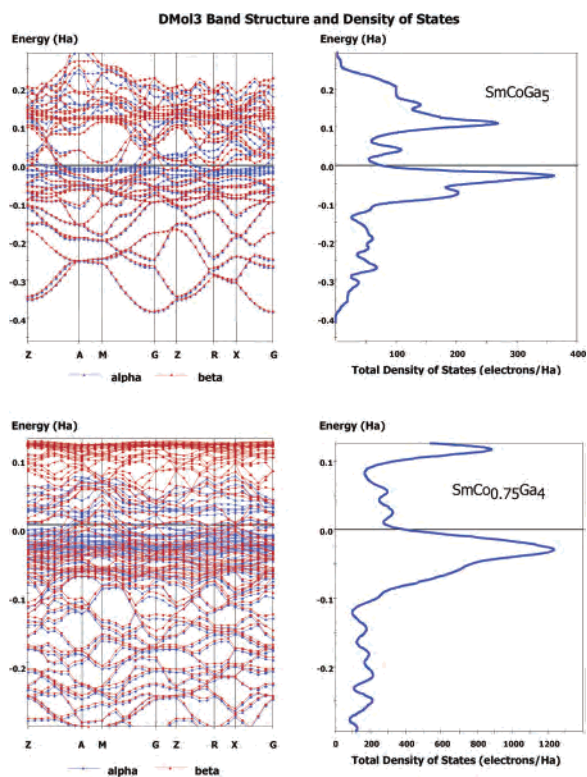 DMol3 Band Structure and Density of States
Energy (Ha)
Energy (Ha)
0.2
0.1
0.0
-0.1
-0.2
-0.3
-0.4
Z A M G Z R X G
alpha beta
SmCoGa5
0.2
0.1
0.0
-0.1
-0.2
-0.3
-0.4
100 200 300 400
Total Density of States (electrons/Ha)
Energy (Ha)
Energy (Ha)
0.1
0.0
-0.1
-0.2
Z A M G Z R X G
alpha beta
SmCo0.75Ga4
0.1
0.0
-0.1
-0.2
0 200 400 600 800 1000 1200
Total Density of States (electrons/Ha)